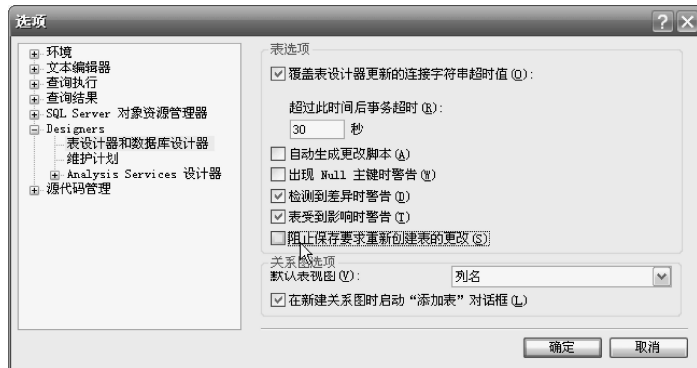 选项
环境
文本编辑器
查询执行
查询结果
SQL Server 对象资源管理器
Designers
表设计器和数据库设计器
维护计划
Analysis Services 设计器
源代码管理
表选项
覆盖表设计器更新的连接字符串超时值(O):
超过此时间后事务超时(R):
30 秒
自动生成更改脚本(A)
出现 Null 主键时警告(W)
检测到差异时警告(D)
表受到影响时警告(T)
阻止保存要求重新创建表的更改(S)
关系图选项
默认表视图(V): 列名
在新建关系图时启动“添加表”对话框(L)
确定 取消